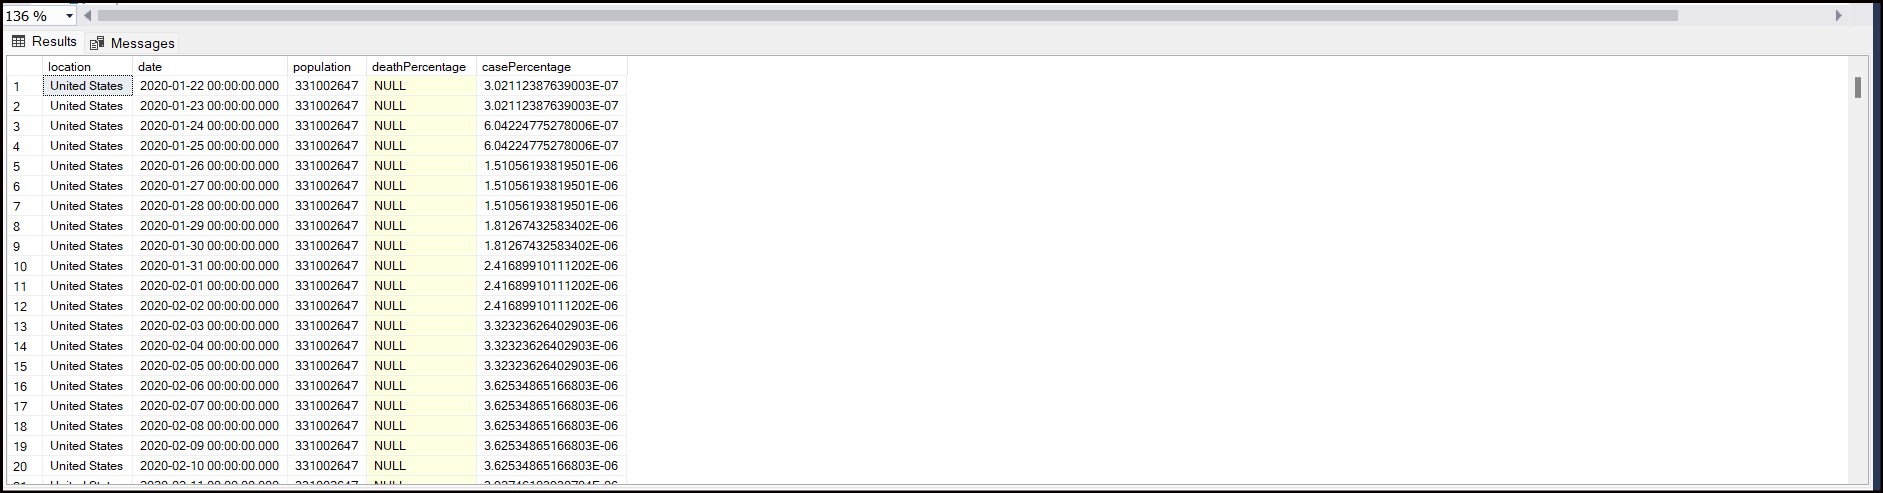 136 %
Results Messages
location date population deathPercentage casePercentage
1 United States 2020-01-22 00:00:00.000 331002647 NULL 3.02112387639003E-07
2 United States 2020-01-23 00:00:00.000 331002647 NULL 3.02112387639003E-07
3 United States 2020-01-24 00:00:00.000 331002647 NULL 6.04224775278006E-07
4 United States 2020-01-25 00:00:00.000 331002647 NULL 6.04224775278006E-07
5 United States 2020-01-26 00:00:00.000 331002647 NULL 1.51056193819501E-06
6 United States 2020-01-27 00:00:00.000 331002647 NULL 1.51056193819501E-06
7 United States 2020-01-28 00:00:00.000 331002647 NULL 1.51056193819501E-06
8 United States 2020-01-29 00:00:00.000 331002647 NULL 1.81267432583402E-06
9 United States 2020-01-30 00:00:00.000 331002647 NULL 1.81267432583402E-06
10 United States 2020-01-31 00:00:00.000 331002647 NULL 2.41689910111202E-06
11 United States 2020-02-01 00:00:00.000 331002647 NULL 2.41689910111202E-06
12 United States 2020-02-02 00:00:00.000 331002647 NULL 2.41689910111202E-06
13 United States 2020-02-03 00:00:00.000 331002647 NULL 3.32323626402903E-06
14 United States 2020-02-04 00:00:00.000 331002647 NULL 3.32323626402903E-06
15 United States 2020-02-05 00:00:00.000 331002647 NULL 3.32323626402903E-06
16 United States 2020-02-06 00:00:00.000 331002647 NULL 3.62534865166803E-06
17 United States 2020-02-07 00:00:00.000 331002647 NULL 3.62534865166803E-06
18 United States 2020-02-08 00:00:00.000 331002647 NULL 3.62534865166803E-06
19 United States 2020-02-09 00:00:00.000 331002647 NULL 3.62534865166803E-06
20 United States 2020-02-10 00:00:00.000 331002647 NULL 3.62534865166803E-06